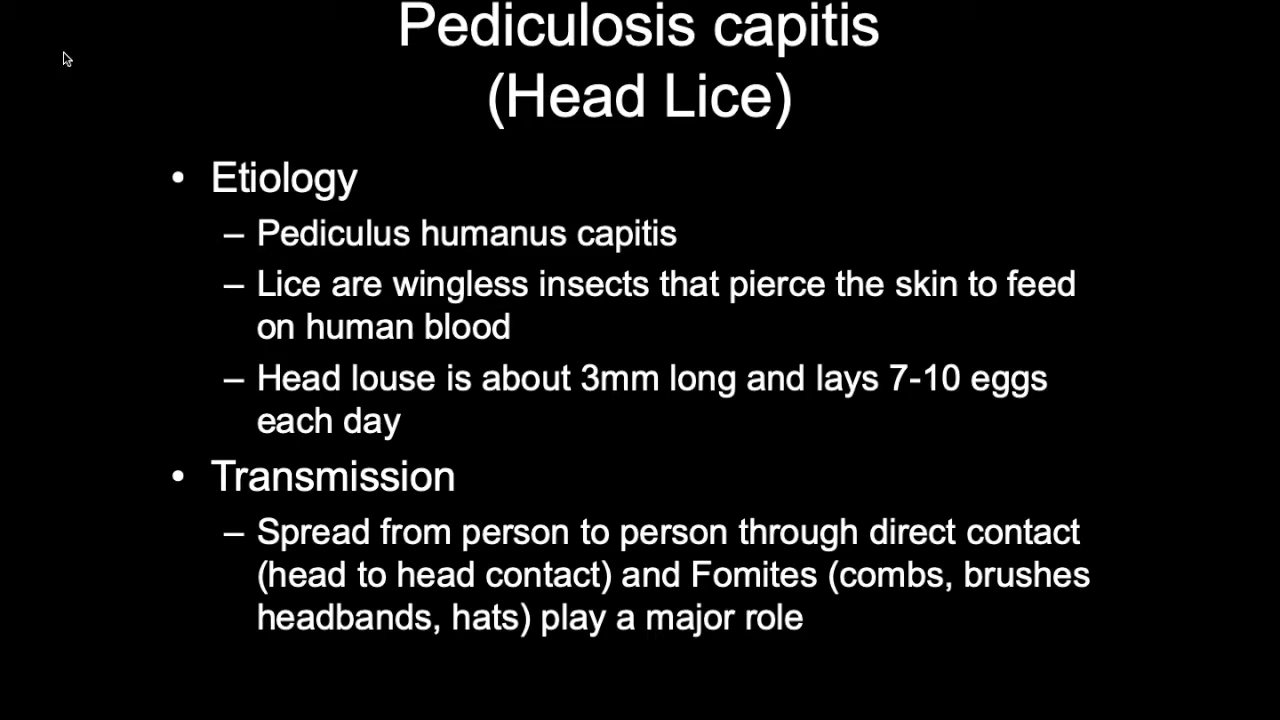 Pediculosis capitis
(Head Lice)
• Etiology
– Pediculus humanus capitis
– Lice are wingless insects that pierce the skin to feed
on human blood
– Head louse is about 3mm long and lays 7-10 eggs
each day
• Transmission
– Spread from person to person through direct contact
(head to head contact) and Fomites (combs, brushes
headbands, hats) play a major role